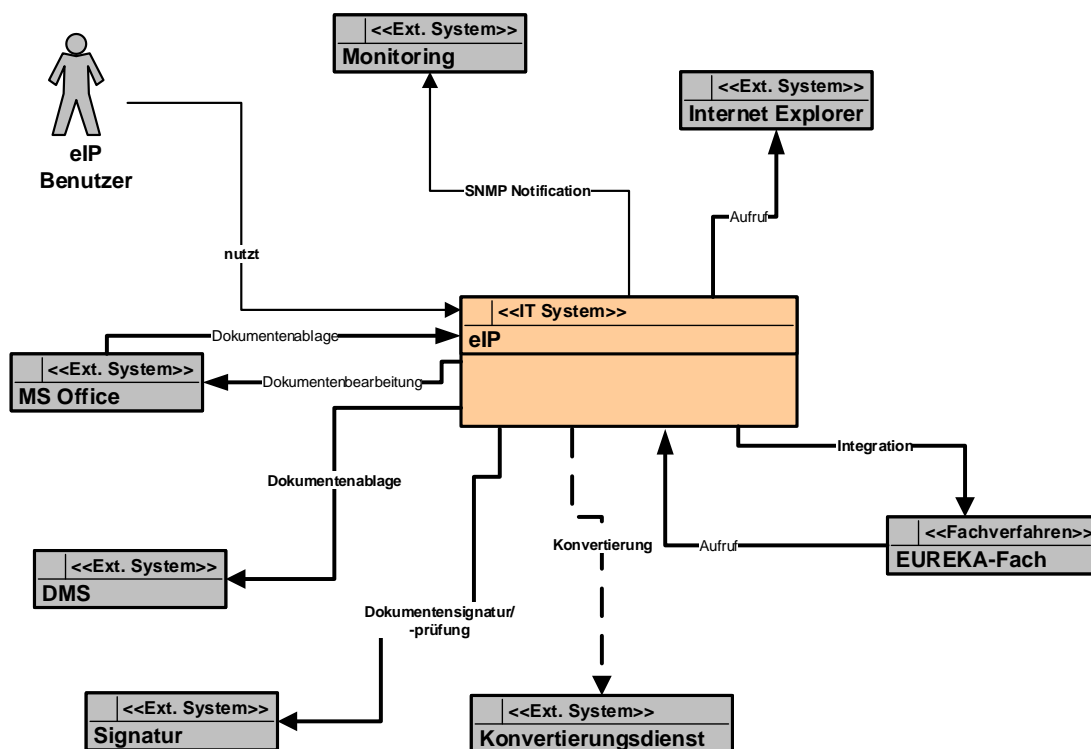 <<Ext. System>>
Monitoring
<<Ext. System>>
Internet Explorer
eIP
Benutzer
SNMP Notification
Aufruf
nutzt
<<IT System>>
eIP
Dokumentenablage
<<Ext. System>>
MS Office
Dokumentenbearbeitung
Integration
Dokumentenablage
<<Fachverfahren>>
EUREKA-Fach
Konvertierung
Aufruf
<<Ext. System>>
DMS
Dokumentensignatur/
-prüfung
<<Ext. System>>
Signatur
<<Ext. System>>
Konvertierungsdienst